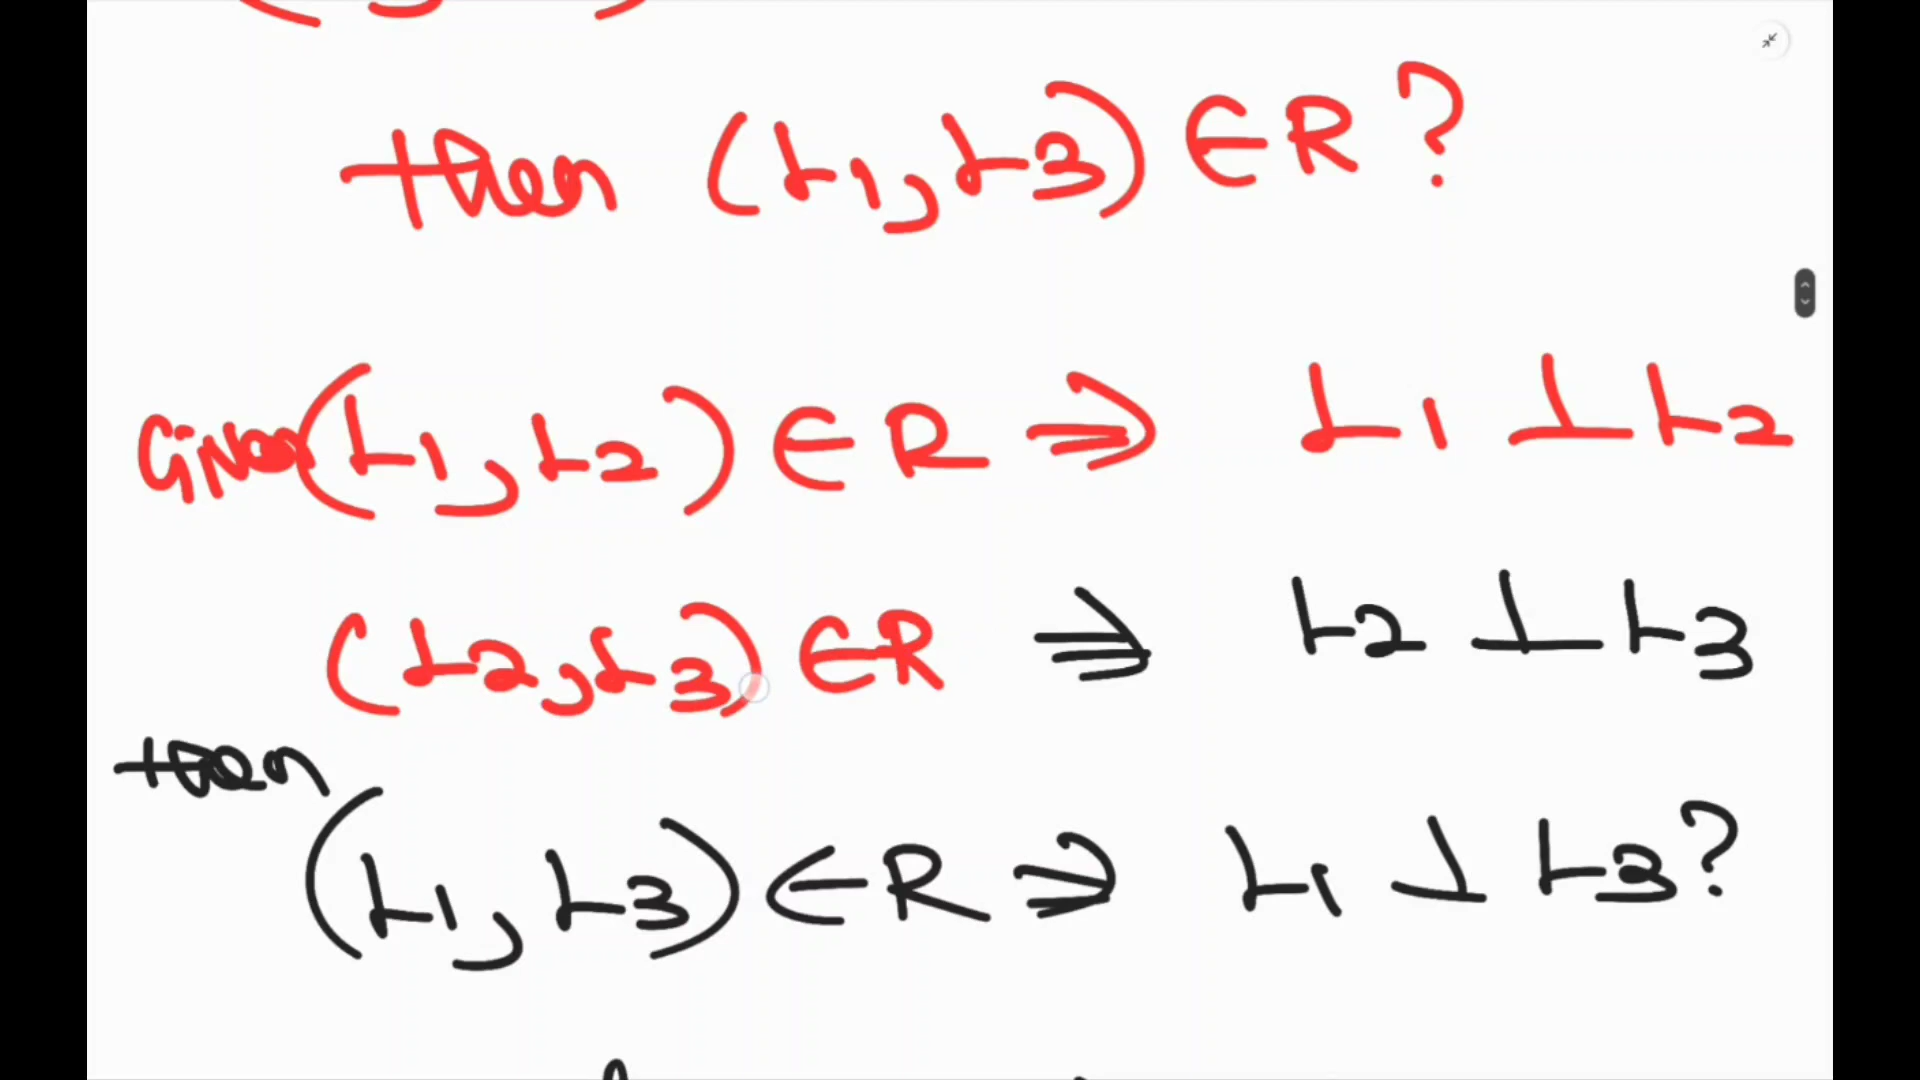 then (L1, L3) ∈ R ?
Given (L1, L2) ∈ R ⇒ L1 ⊥ L2
(L2, L3) ∈ R ⇒ L2 ⊥ L3
then
(L1, L3) ∈ R ⇒ L1 ⊥ L3?